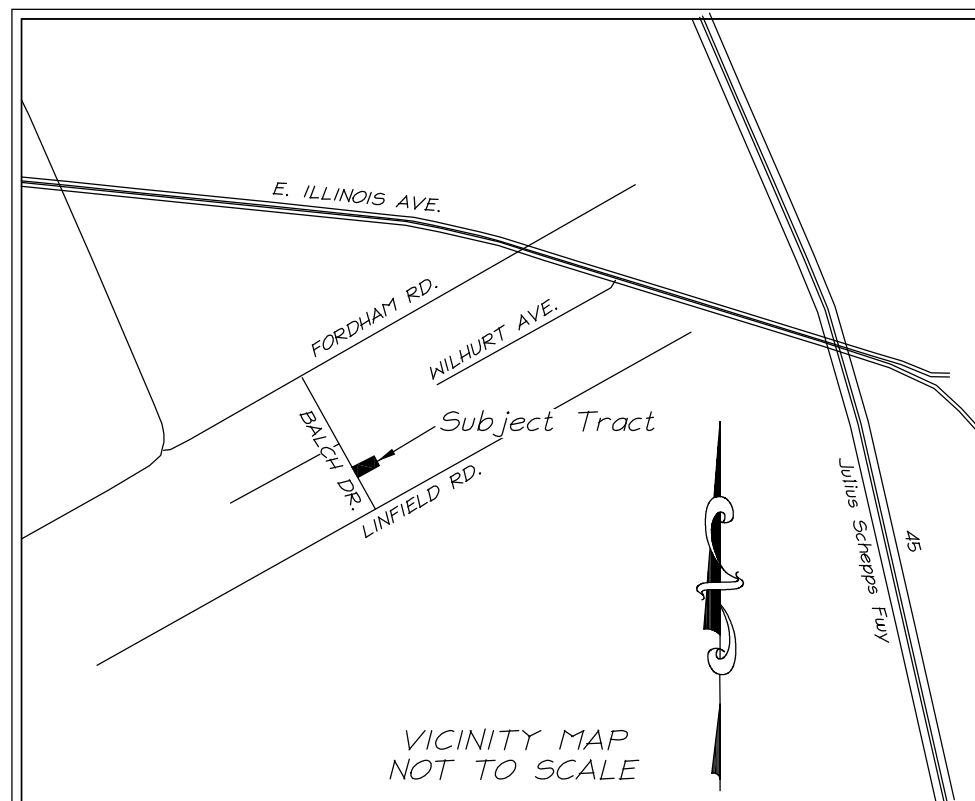 E. ILLINOIS AVE.
FORDHAM RD.
WILHURT AVE.
BALCH DR.
Subject Tract
LINFIELD RD.
Julius Schepps Fwy
45
VICINITY MAP
NOT TO SCALE